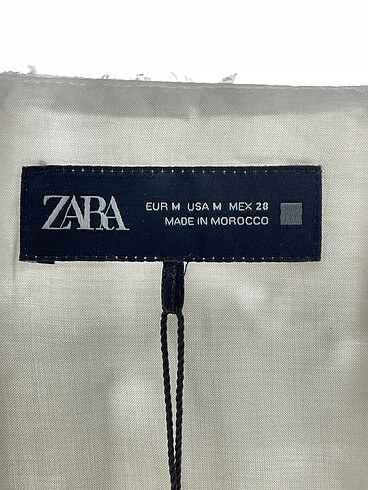 ZARA
EUR M USA M MEX 28
MADE IN MOROCCO